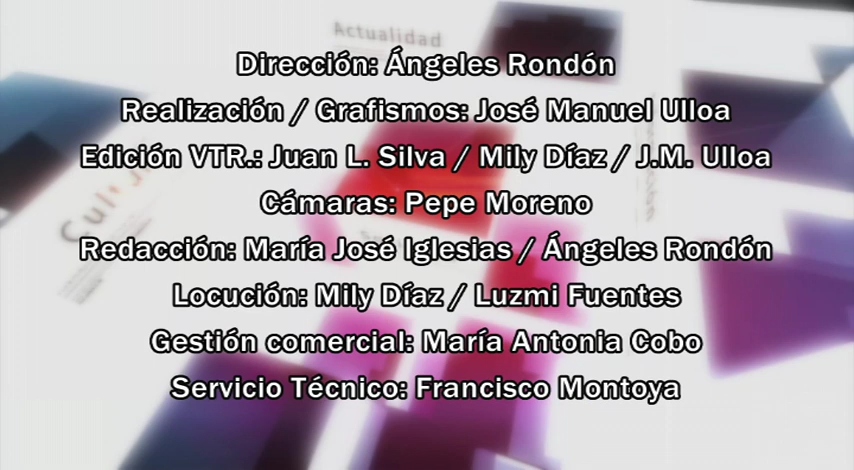 Actualidad
Dirección: Ángeles Rondón
Realización / Grafismos: José Manuel Ulloa
Edición VTR.: Juan L. Silva / Mily Díaz / J.M. Ulloa
Cámaras: Pepe Moreno
Redacción: María José Iglesias / Ángeles Rondón
Locución: Mily Díaz / Luzmi Fuentes
Gestión comercial: María Antonia Cobo
Servicio Técnico: Francisco Montoya